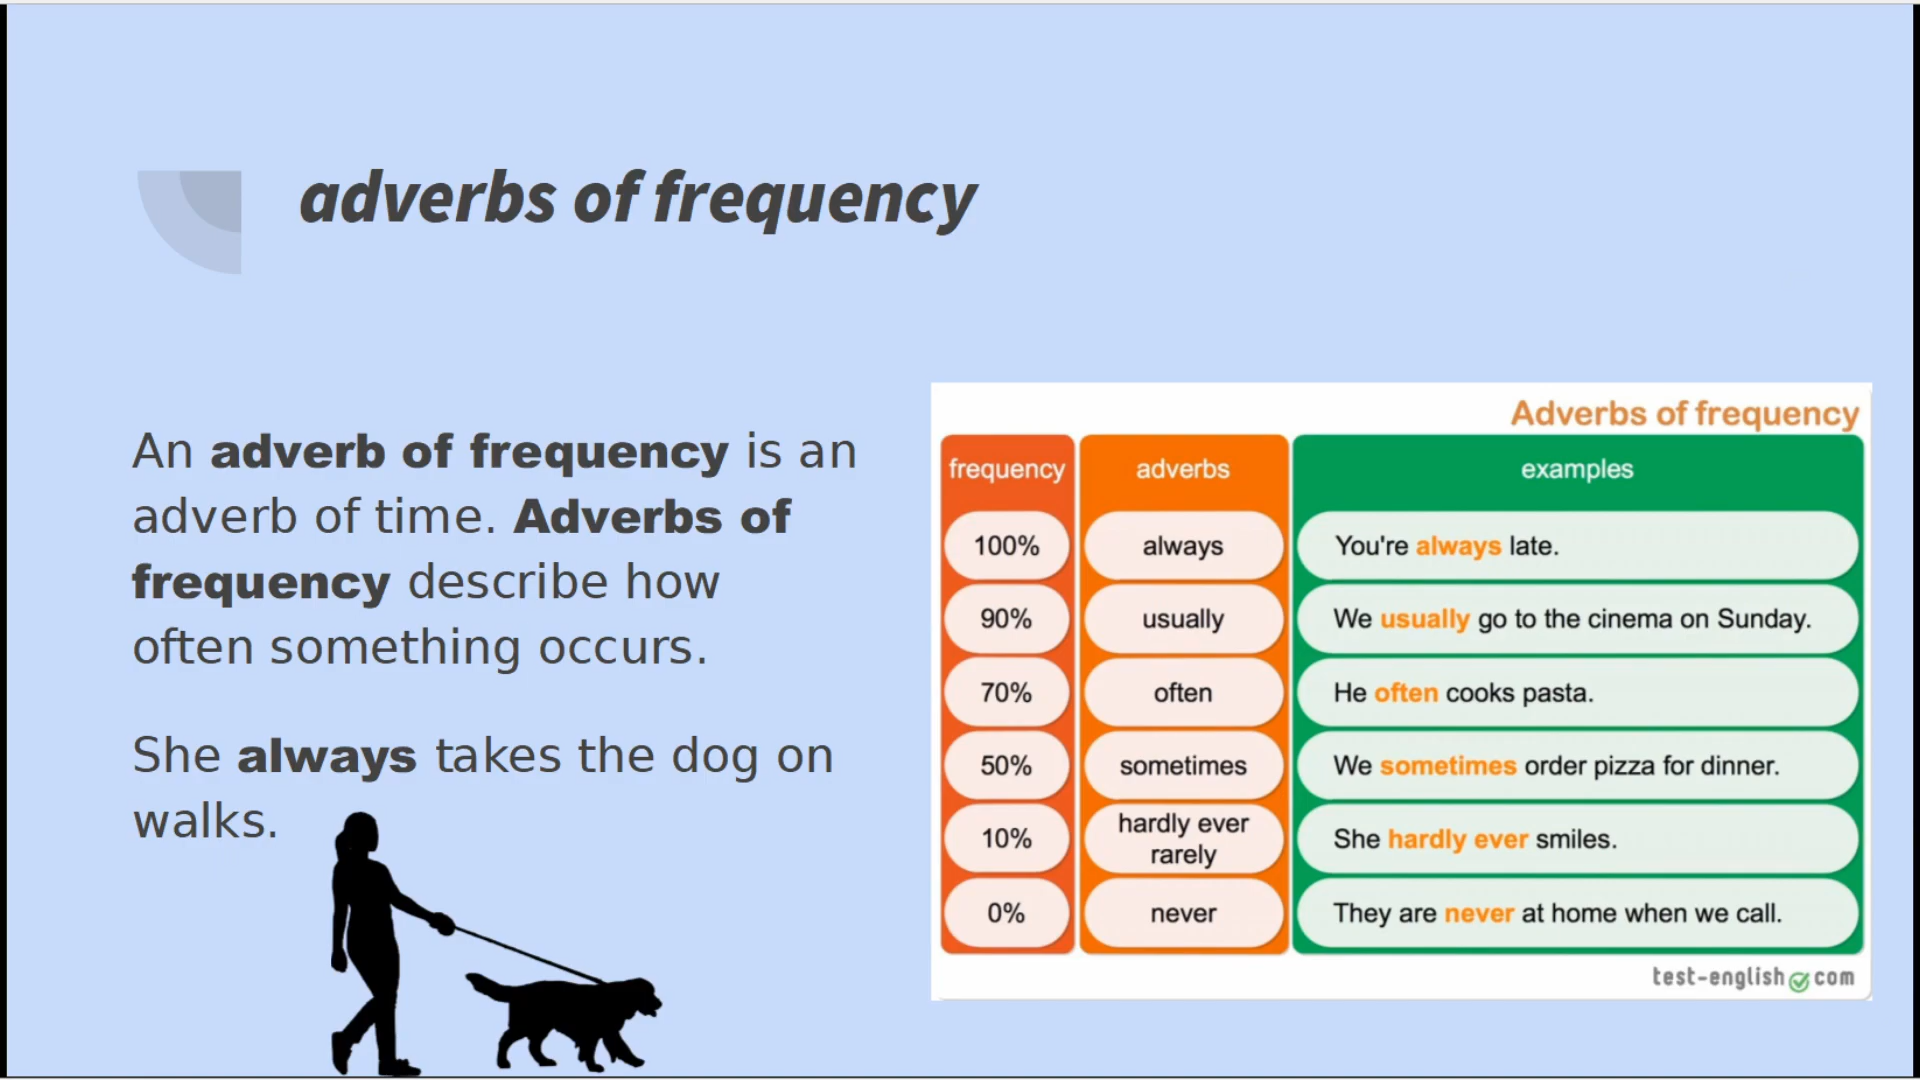 adverbs of frequency
An adverb of frequency is an
adverb of time. Adverbs of
frequency describe how
often something occurs.
She always takes the dog on
walks.
Adverbs of frequency
frequency adverbs examples
100% always You're always late.
90% usually We usually go to the cinema on Sunday.
70% often He often cooks pasta.
50% sometimes We sometimes order pizza for dinner.
10% hardly ever
rarely She hardly ever smiles.
0% never They are never at home when we call.
test-english com